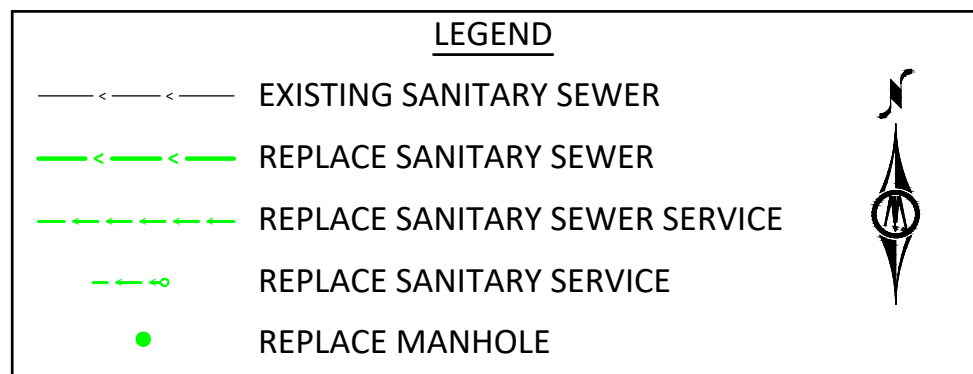 LEGEND
EXISTING SANITARY SEWER
N
REPLACE SANITARY SEWER
REPLACE SANITARY SEWER SERVICE
REPLACE SANITARY SERVICE
REPLACE MANHOLE